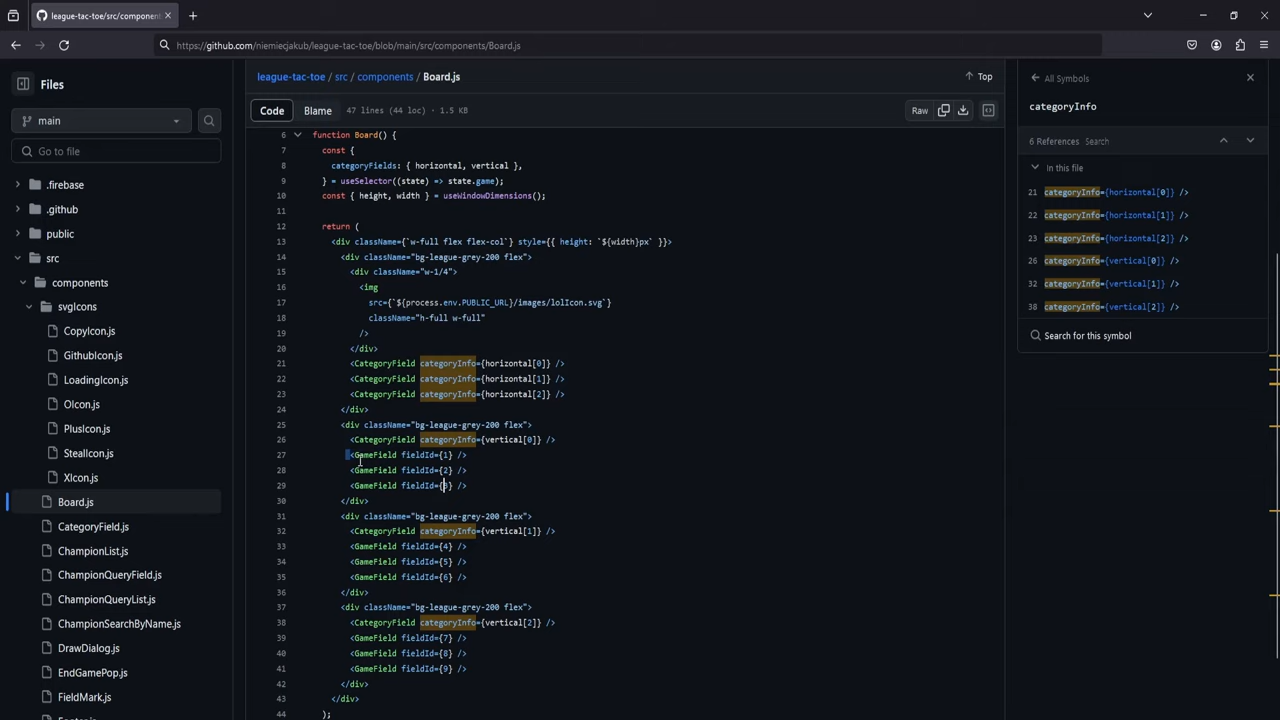 league-tac-toe/src/components
https://github.com/niemiecjakub/league-tac-toe/blob/main/src/components/Board.js
Files
main
Go to file
.firebase
.github
public
src
components
svgIcons
CopyIcon.js
GithubIcon.js
LoadingIcon.js
OIcon.js
PlusIcon.js
StealIcon.js
XIcon.js
Board.js
CategoryField.js
ChampionList.js
ChampionQueryField.js
ChampionQueryList.js
ChampionSearchByName.js
DrawDialog.js
EndGamePop.js
FieldMark.js
league-tac-toe / src / components / Board.js
Top
Code Blame 47 lines (44 loc) · 1.5 KB
Raw
6 function Board() {
7 const {
8 categoryFields: { horizontal, vertical },
9 } = useSelector((state) => state.game);
10 const { height, width } = useWindowDimensions();
11
12 return (
13 <div className={`w-full flex flex-col`} style={{ height: `${width}px` }}>
14 <div className="bg-league-grey-200 flex">
15 <div className="w-1/4">
16 <img
17 src={`${process.env.PUBLIC_URL}/images/lolIcon.svg`}
18 className="h-full w-full"
19 />
20 </div>
21 <CategoryField categoryInfo={horizontal[0]} />
22 <CategoryField categoryInfo={horizontal[1]} />
23 <CategoryField categoryInfo={horizontal[2]} />
24 </div>
25 <div className="bg-league-grey-200 flex">
26 <CategoryField categoryInfo={vertical[0]} />
27 <GameField fieldId={1} />
28 <GameField fieldId={2} />
29 <GameField fieldId={3} />
30 </div>
31 <div className="bg-league-grey-200 flex">
32 <CategoryField categoryInfo={vertical[1]} />
33 <GameField fieldId={4} />
34 <GameField fieldId={5} />
35 <GameField fieldId={6} />
36 </div>
37 <div className="bg-league-grey-200 flex">
38 <CategoryField categoryInfo={vertical[2]} />
39 <GameField fieldId={7} />
40 <GameField fieldId={8} />
41 <GameField fieldId={9} />
42 </div>
43 </div>
44 );
All Symbols
categoryInfo
6 References Search
In this file
21 categoryInfo={horizontal[0]} />
22 categoryInfo={horizontal[1]} />
23 categoryInfo={horizontal[2]} />
26 categoryInfo={vertical[0]} />
32 categoryInfo={vertical[1]} />
38 categoryInfo={vertical[2]} />
Search for this symbol